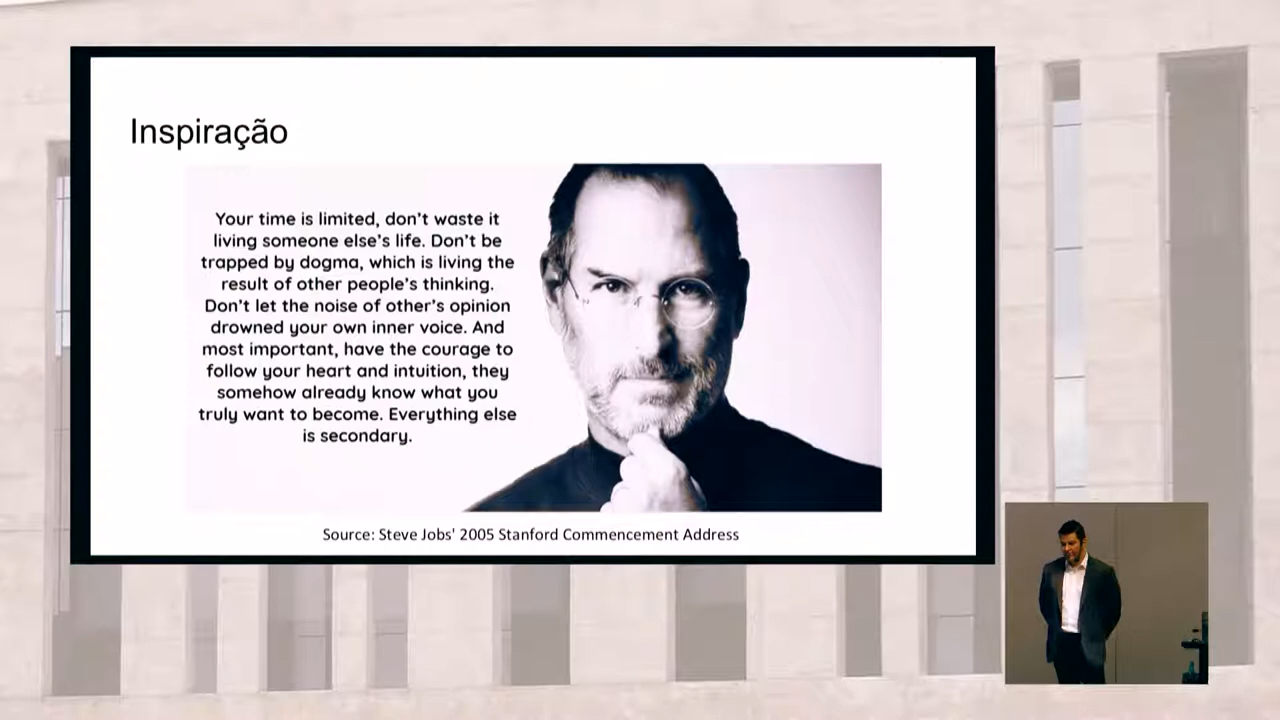 Inspiração
Your time is limited, don't waste it
living someone else's life. Don't be
trapped by dogma, which is living the
result of other people's thinking.
Don't let the noise of other's opinion
drowned your own inner voice. And
most important, have the courage to
follow your heart and intuition, they
somehow already know what you
truly want to become. Everything else
is secondary.
Source: Steve Jobs' 2005 Stanford Commencement Address